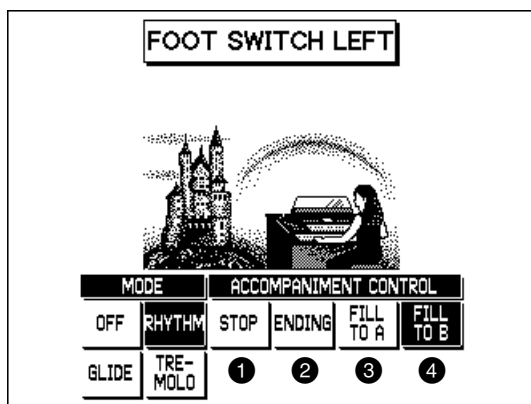 FOOT SWITCH LEFT
MODE ACCOMPANIMENT CONTROL
OFF RHYTHM STOP ENDING FILL TO A FILL TO B
GLIDE TRE-
MOLO 1 2 3 4